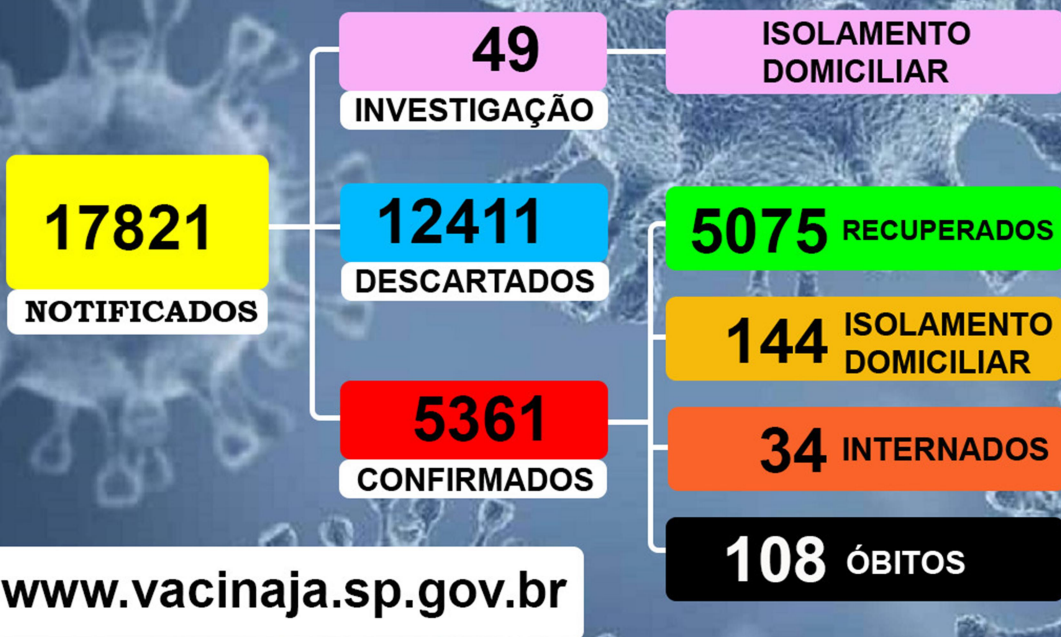 17821
NOTIFICADOS
49
INVESTIGAÇÃO
ISOLAMENTO
DOMICILIAR
12411
DESCARTADOS
5361
CONFIRMADOS
5075 RECUPERADOS
144 ISOLAMENTO
DOMICILIAR
34 INTERNADOS
108 ÓBITOS
www.vacinaja.sp.gov.br